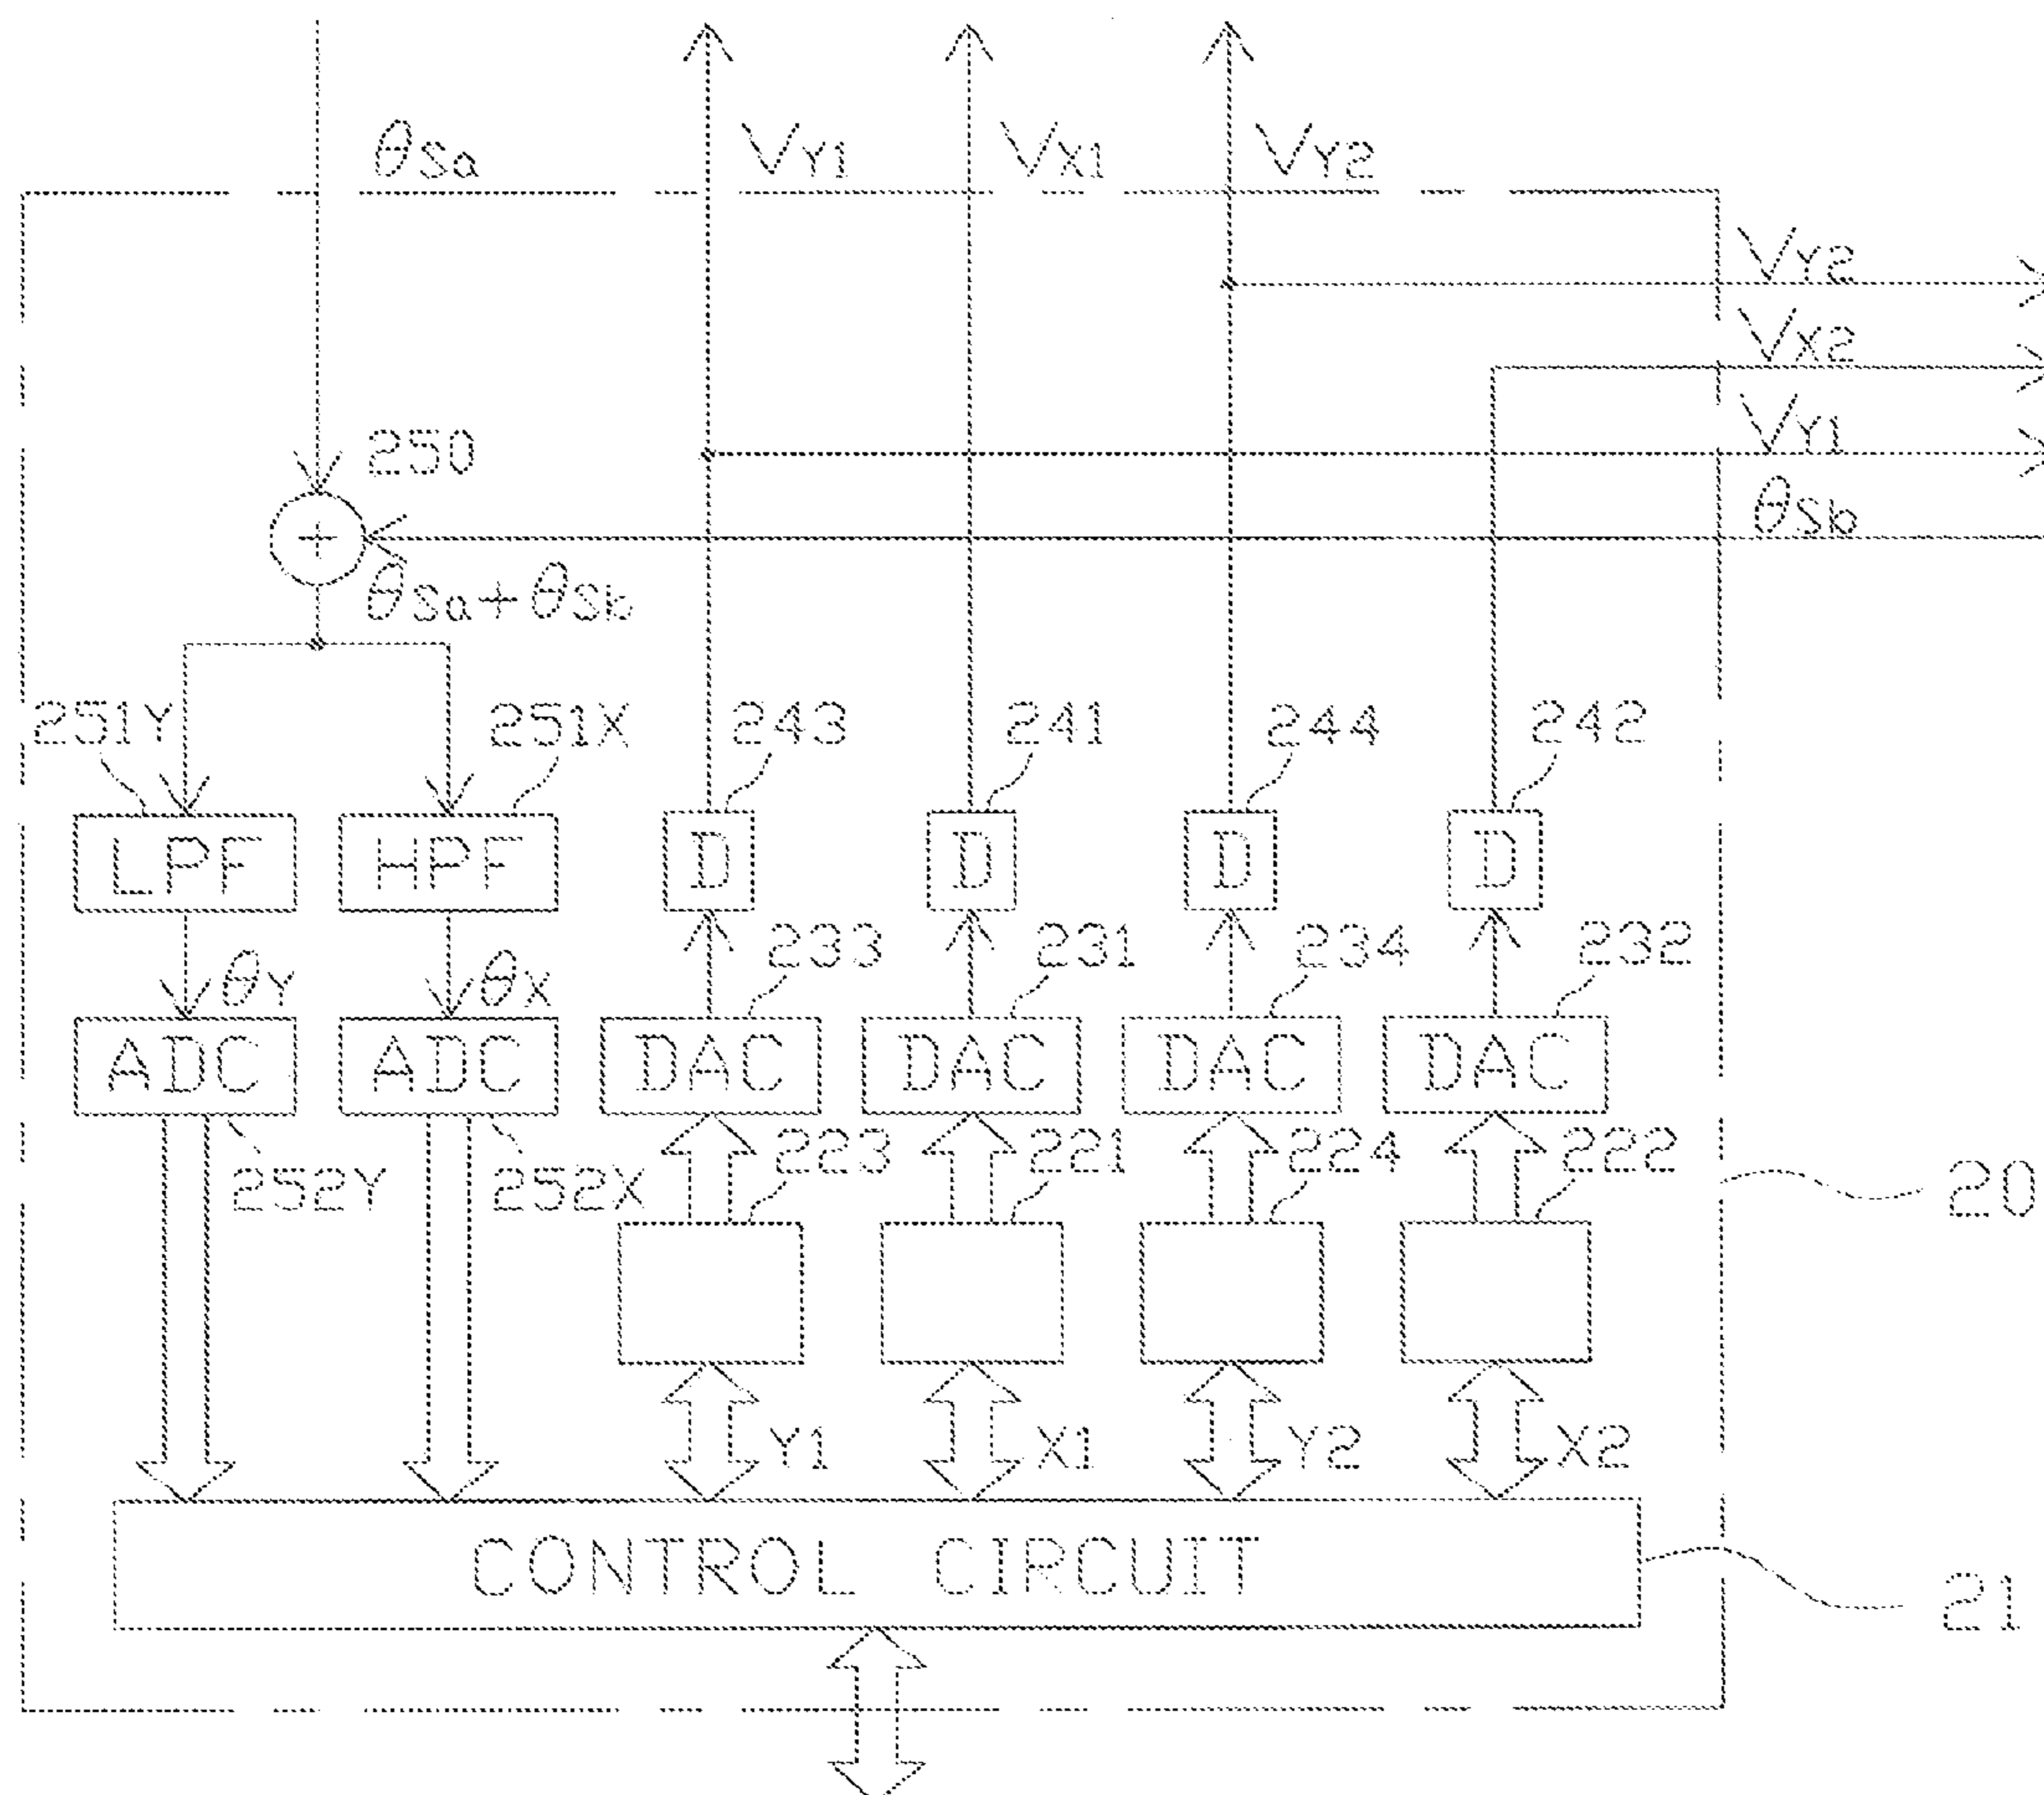 θSa VY1 VX1 VY2
VY2
VX2
VY1
250
θSb
θSa+θSb
251Y 251X 243 241 244 242
LPF HPF D D D D
233 231 234 232
θY θX
ADC ADC DAC DAC DAC DAC
223 221 224 222
252Y 252X 20
Y1 X1 Y2 X2
CONTROL CIRCUIT
21